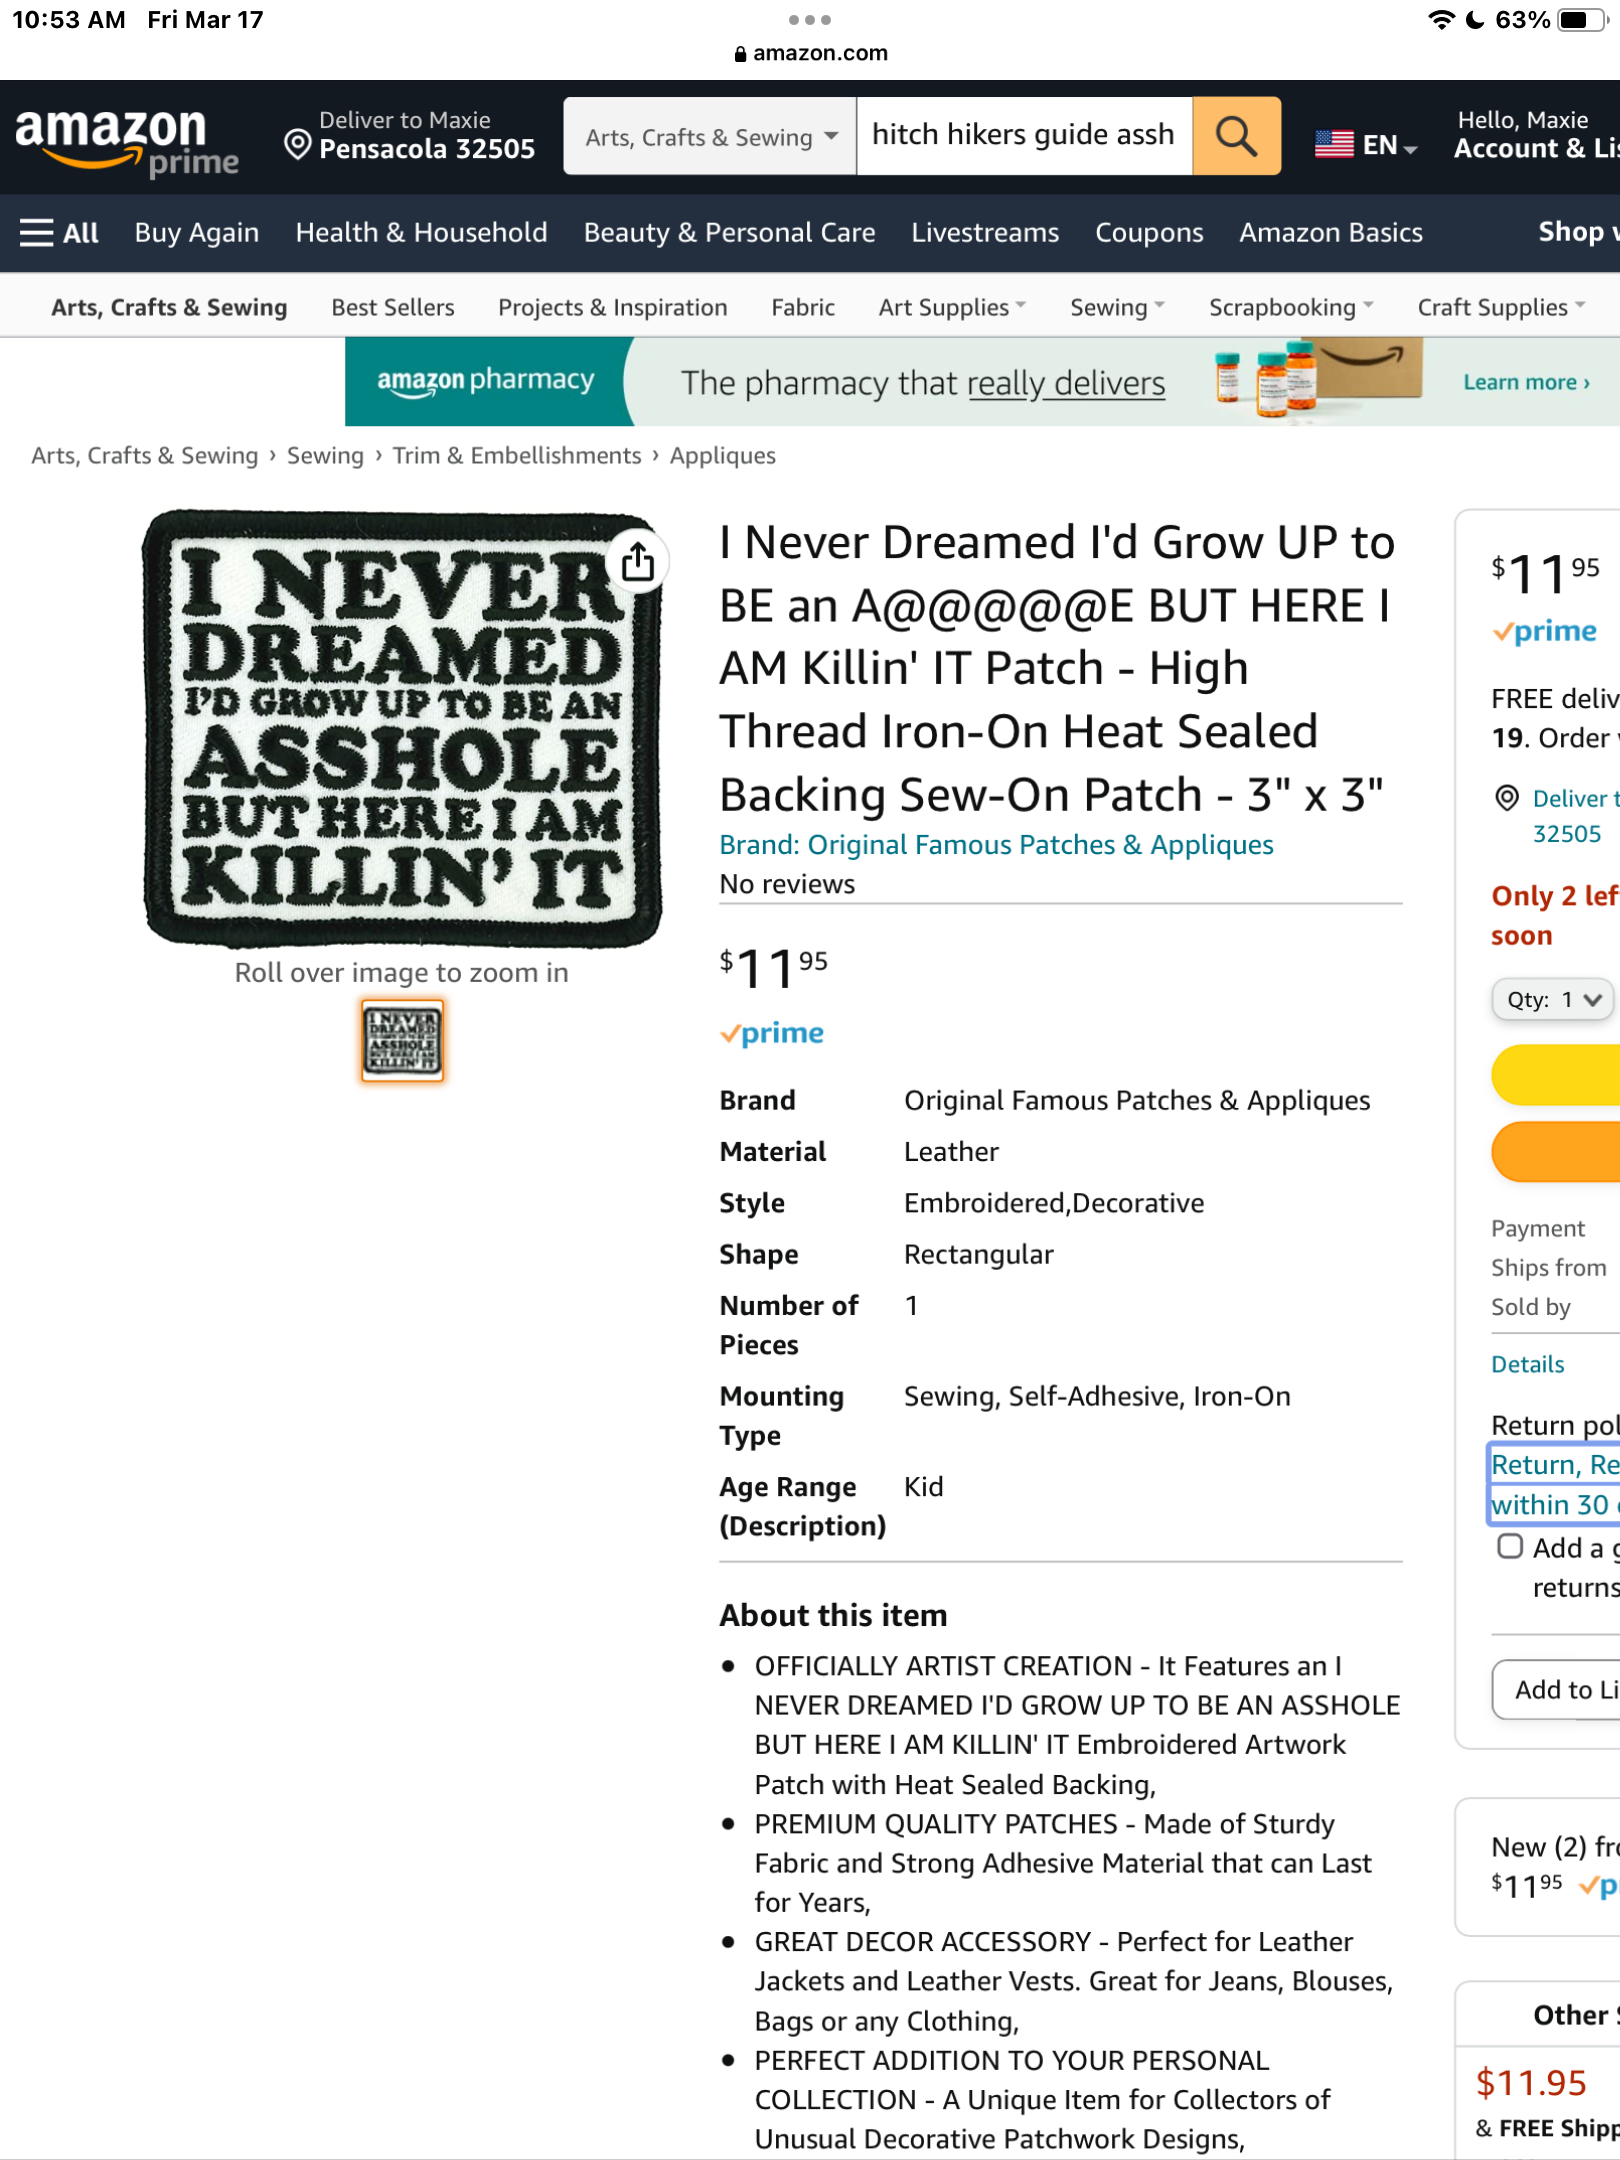 10:53 AM Fri Mar 17
63%
amazon.com
amazon prime
Deliver to Maxie
Pensacola 32505
Arts, Crafts & Sewing
hitch hikers guide assh
EN
Hello, Maxie
Account & Lis
All Buy Again Health & Household Beauty & Personal Care Livestreams Coupons Amazon Basics Shop
Arts, Crafts & Sewing Best Sellers Projects & Inspiration Fabric Art Supplies Sewing Scrapbooking Craft Supplies
amazon pharmacy The pharmacy that really delivers Learn more ›
Arts, Crafts & Sewing › Sewing › Trim & Embellishments › Appliques
I NEVER
DREAMED
I'D GROW UP TO BE AN
ASSHOLE
BUT HERE I AM
KILLIN' IT
Roll over image to zoom in
I NEVER
DREAMED
ASSHOLE
KILLIN' IT
I Never Dreamed I'd Grow UP to
BE an A@@@@@E BUT HERE I
AM Killin' IT Patch - High
Thread Iron-On Heat Sealed
Backing Sew-On Patch - 3" x 3"
Brand: Original Famous Patches & Appliques
No reviews
$11 95
prime
Brand Original Famous Patches & Appliques
Material Leather
Style Embroidered,Decorative
Shape Rectangular
Number of 1
Pieces
Mounting Sewing, Self-Adhesive, Iron-On
Type
Age Range Kid
(Description)
About this item
• OFFICIALLY ARTIST CREATION - It Features an I
NEVER DREAMED I'D GROW UP TO BE AN ASSHOLE
BUT HERE I AM KILLIN' IT Embroidered Artwork
Patch with Heat Sealed Backing,
• PREMIUM QUALITY PATCHES - Made of Sturdy
Fabric and Strong Adhesive Material that can Last
for Years,
• GREAT DECOR ACCESSORY - Perfect for Leather
Jackets and Leather Vests. Great for Jeans, Blouses,
Bags or any Clothing,
• PERFECT ADDITION TO YOUR PERSONAL
COLLECTION - A Unique Item for Collectors of
Unusual Decorative Patchwork Designs,
$11 95
prime
FREE deliv
19. Order
Deliver t
32505
Only 2 lef
soon
Qty: 1
Payment
Ships from
Sold by
Details
Return pol
Return, Re
within 30
Add a g
returns
Add to Li
New (2) fro
$11 95 p
Other
$11.95
& FREE Shipp